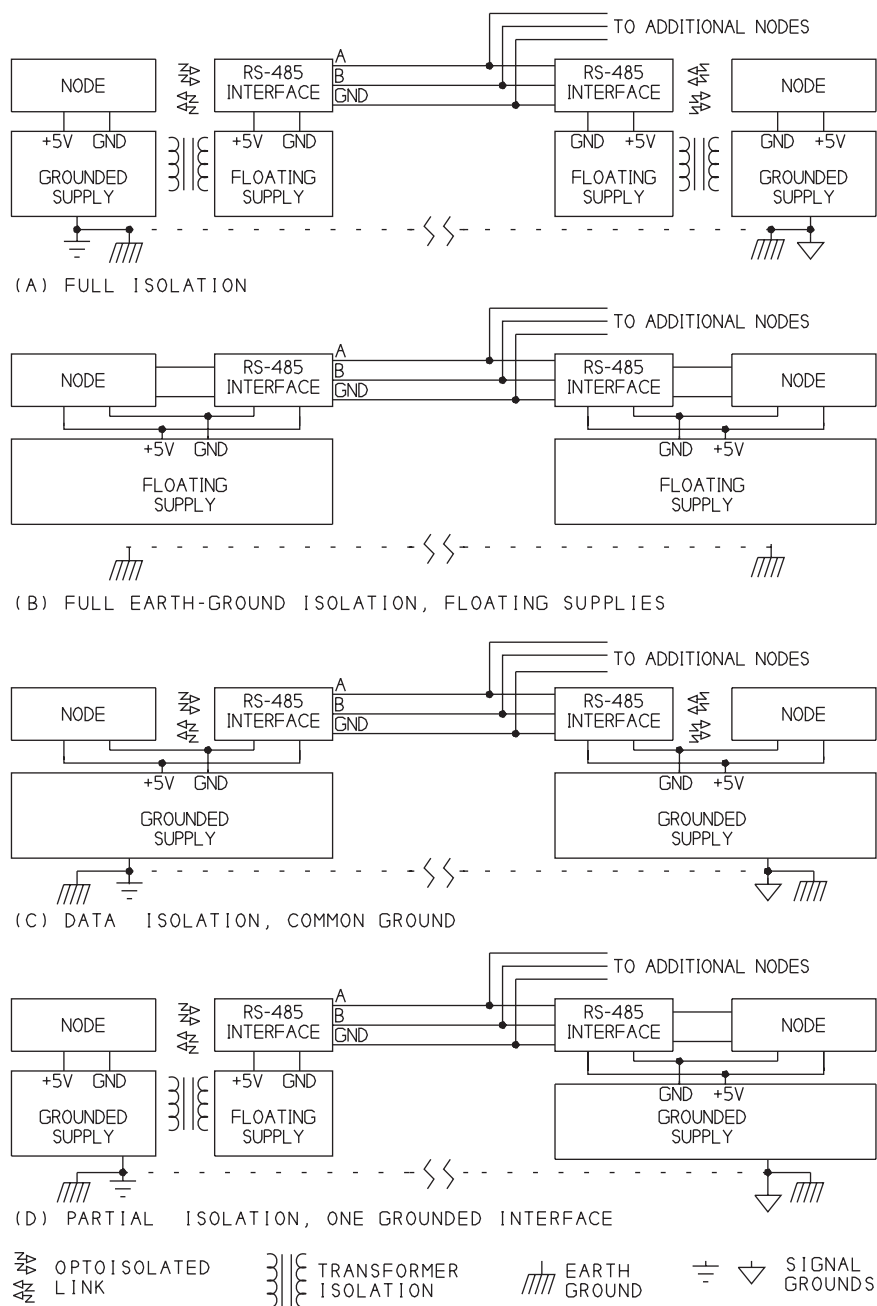 TO ADDITIONAL NODES
NODE
RS-485
INTERFACE
A
B
GND
RS-485
INTERFACE
NODE
+5V GND
GROUNDED
SUPPLY
+5V GND
FLOATING
SUPPLY
GND +5V
FLOATING
SUPPLY
GND +5V
GROUNDED
SUPPLY
(A) FULL ISOLATION
TO ADDITIONAL NODES
NODE
RS-485
INTERFACE
A
B
GND
RS-485
INTERFACE
NODE
+5V GND
FLOATING
SUPPLY
GND +5V
FLOATING
SUPPLY
(B) FULL EARTH-GROUND ISOLATION, FLOATING SUPPLIES
TO ADDITIONAL NODES
NODE
RS-485
INTERFACE
A
B
GND
RS-485
INTERFACE
NODE
+5V GND
GROUNDED
SUPPLY
GND +5V
GROUNDED
SUPPLY
(C) DATA ISOLATION, COMMON GROUND
TO ADDITIONAL NODES
NODE
RS-485
INTERFACE
A
B
GND
RS-485
INTERFACE
NODE
+5V GND
GROUNDED
SUPPLY
+5V GND
FLOATING
SUPPLY
GND +5V
GROUNDED
SUPPLY
(D) PARTIAL ISOLATION, ONE GROUNDED INTERFACE
OPTOISOLATED
LINK
TRANSFORMER
ISOLATION
EARTH
GROUND
SIGNAL
GROUNDS